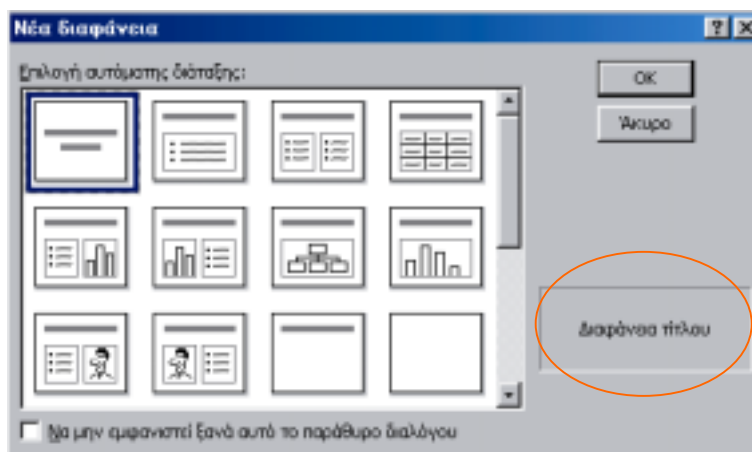 Νέα διαφάνεια
Επιλογή αυτόματης διάταξης:
OK
Άκυρο
Διαφάνεια τίτλου
Να μην εμφανιστεί ξανά αυτό το παράθυρο διαλόγου